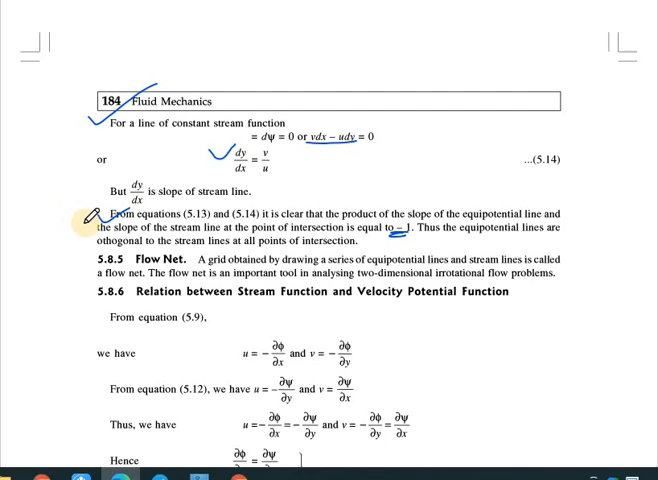 184 Fluid Mechanics
For a line of constant stream function
= dψ = 0 or vdx – udy = 0
or dy/dx = v/u ...(5.14)
But dy/dx is slope of stream line.
From equations (5.13) and (5.14) it is clear that the product of the slope of the equipotential line and
the slope of the stream line at the point of intersection is equal to – 1. Thus the equipotential lines are
othogonal to the stream lines at all points of intersection.
5.8.5 Flow Net. A grid obtained by drawing a series of equipotential lines and stream lines is called
a flow net. The flow net is an important tool in analysing two-dimensional irrotational flow problems.
5.8.6 Relation between Stream Function and Velocity Potential Function
From equation (5.9),
we have u = – ∂ϕ/∂x and v = – ∂ϕ/∂y
From equation (5.12), we have u = – ∂ψ/∂y and v = ∂ψ/∂x
Thus, we have u = – ∂ϕ/∂x = – ∂ψ/∂y and v = – ∂ϕ/∂y = ∂ψ/∂x
Hence ∂ϕ = ∂ψ